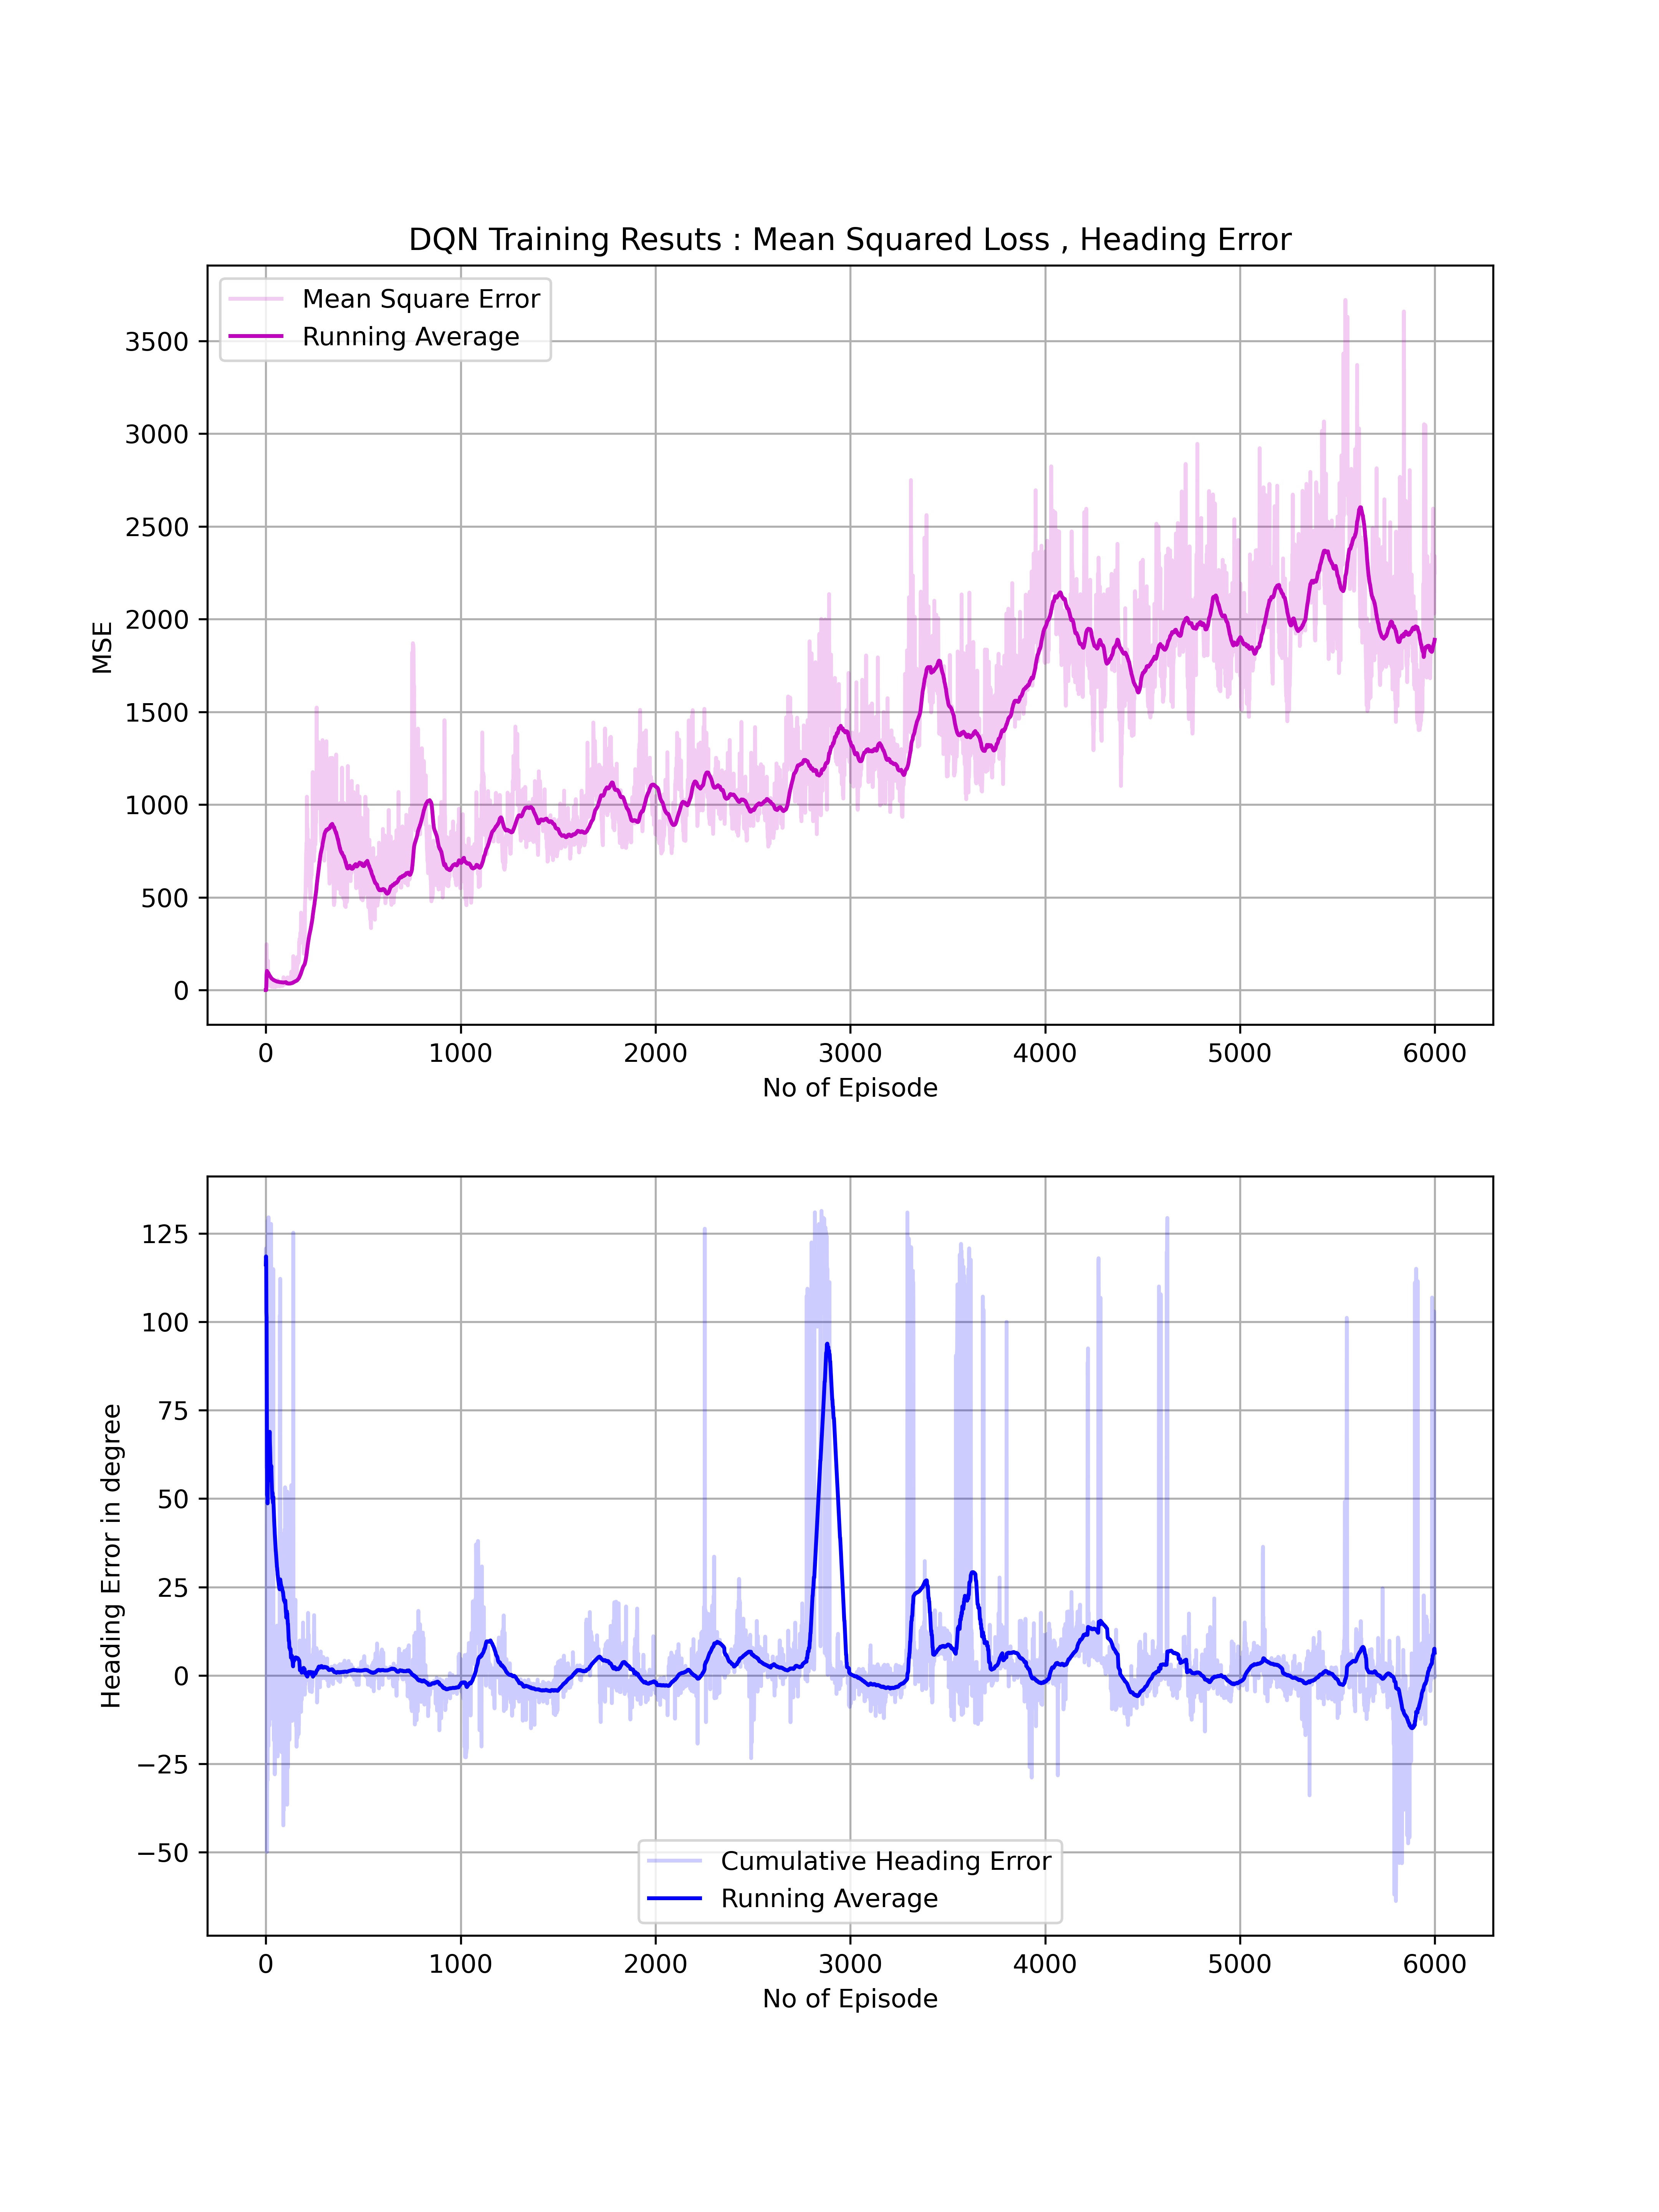 DQN Training Resuts : Mean Squared Loss , Heading Error
Mean Square Error
Running Average
3500
3000
2500
2000
1500
1000
500
0
MSE
0 1000 2000 3000 4000 5000 6000
No of Episode
125
100
75
50
25
0
−25
−50
Heading Error in degree
Cumulative Heading Error
Running Average
0 1000 2000 3000 4000 5000 6000
No of Episode